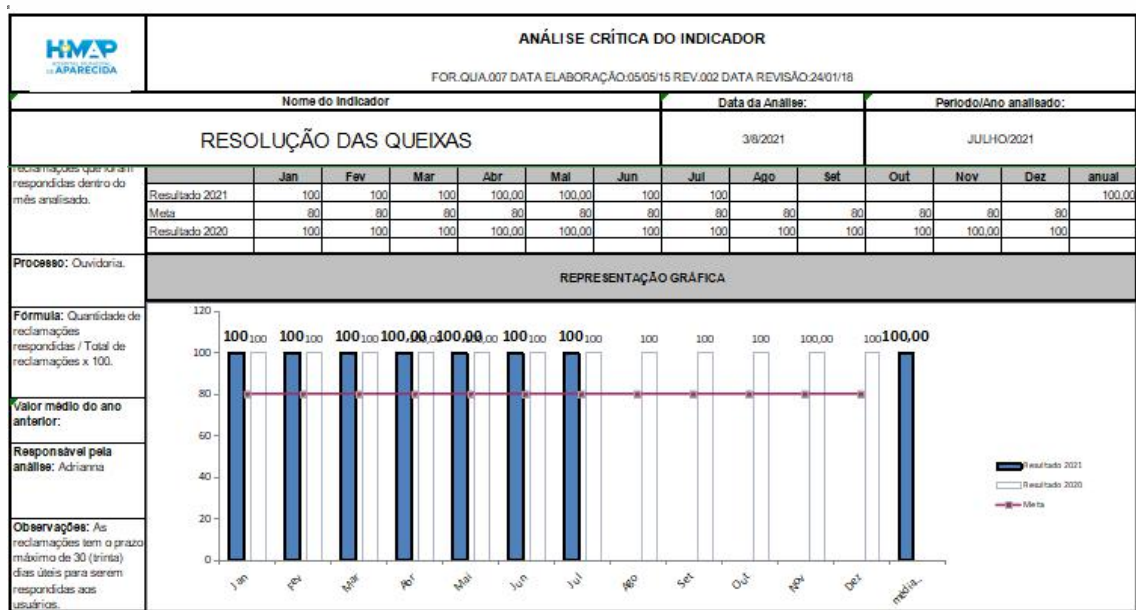 HMAP
HOSPITAL MUNICIPAL
DE APARECIDA
ANÁLISE CRÍTICA DO INDICADOR
FOR.QUA.007 DATA ELABORAÇÃO:05/05/15 REV.002 DATA REVISÃO:24/01/18
Nome do Indicador Data da Análise: Período/Ano analisado:
RESOLUÇÃO DAS QUEIXAS 3/8/2021 JULHO/2021
reclamações que foram
respondidas dentro do
mês analisado.
Jan Fev Mar Abr Mai Jun Jul Ago Set Out Nov Dez anual
Resultado 2021 100 100 100 100,00 100,00 100 100 100,00
Meta 80 80 80 80 80 80 80 80 80 80 80 80
Resultado 2020 100 100 100 100,00 100,00 100 100 100 100 100 100,00 100
Processo: Ouvidoria.
REPRESENTAÇÃO GRÁFICA
Fórmula: Quantidade de
reclamações
respondidas / Total de
reclamações x 100.
Valor médio do ano
anterior:
Responsável pela
análise: Adrianna
Observações: As
reclamações tem o prazo
máximo de 30 (trinta)
dias úteis para serem
respondidas aos
usuários.
120
100
80
60
40
20
0
100 100 100 100 100 100 100,00 100,00 100,00 100,00 100 100 100 100 100 100 100 100,00 100 100,00
Jan Fev Mar Abr Mai Jun Jul Ago Set Out Nov Dez média...
Resultado 2021
Resultado 2020
Meta